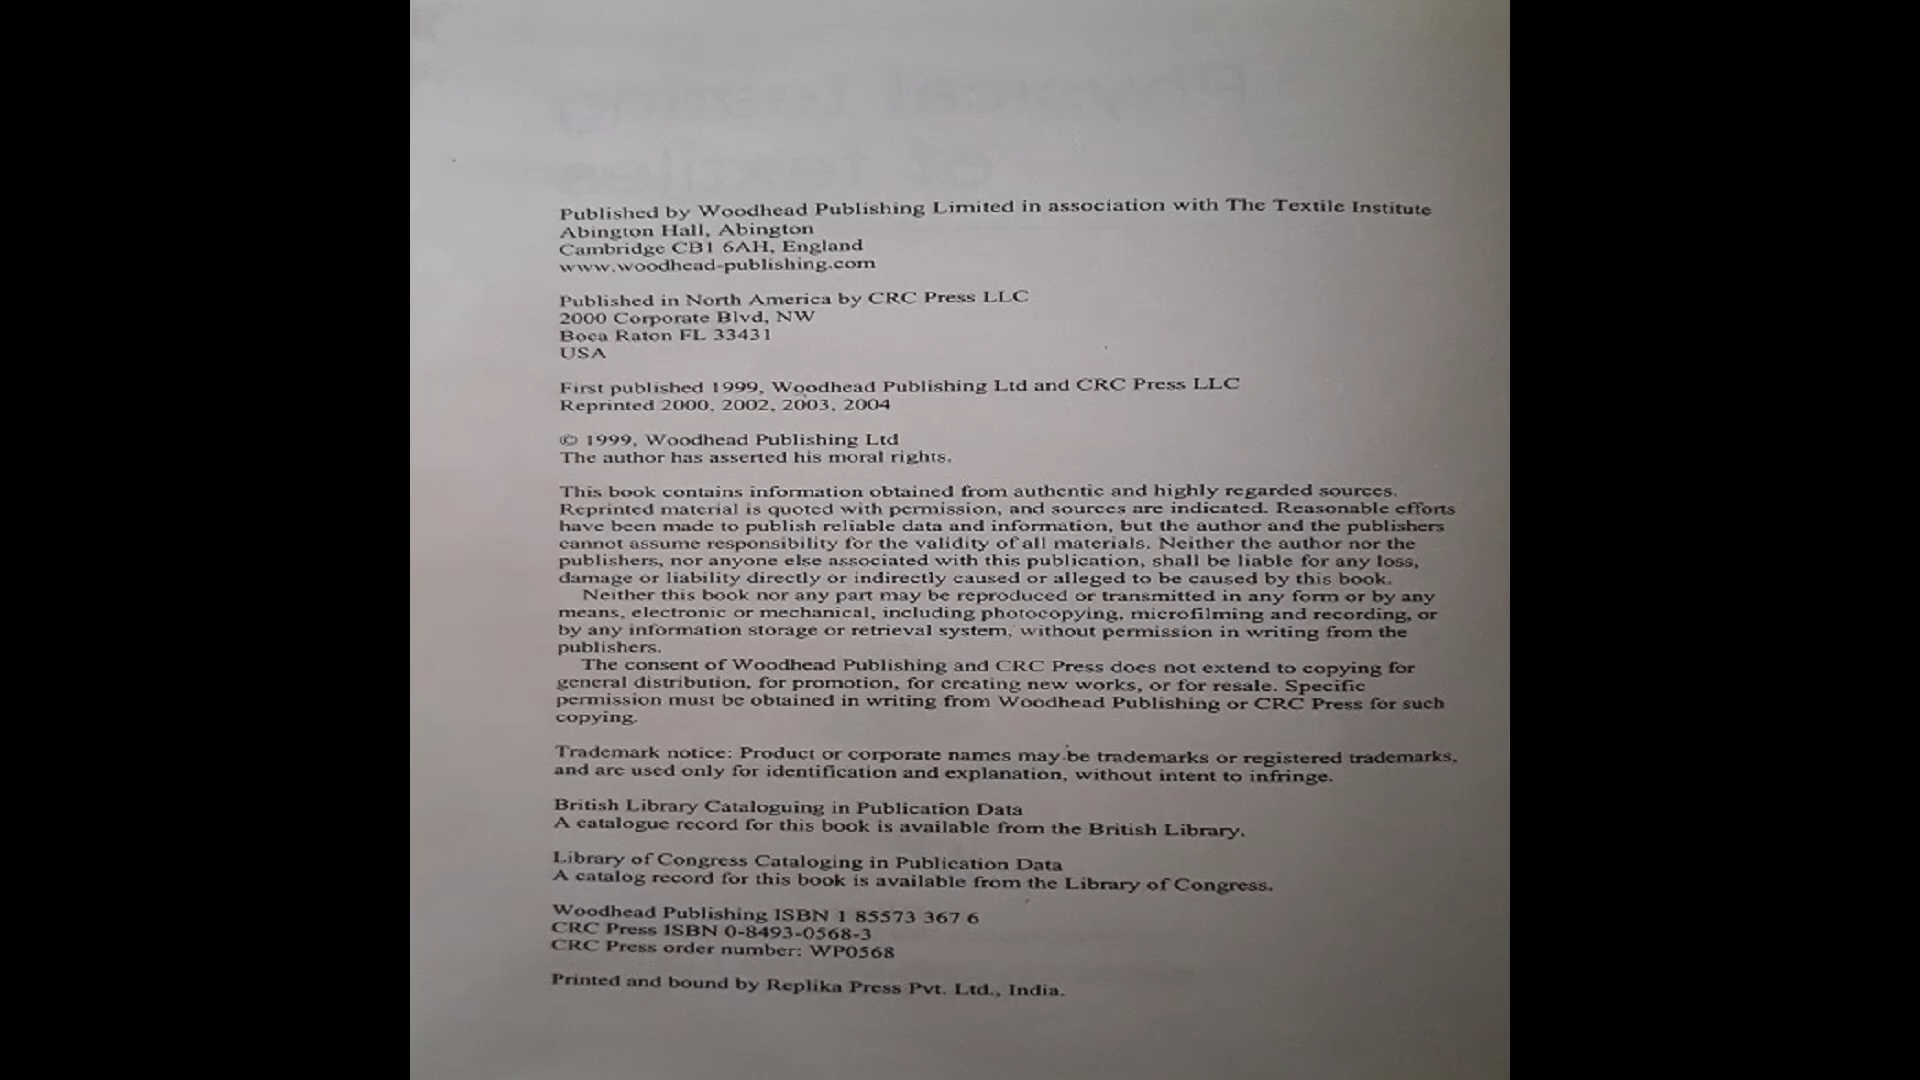 Published by Woodhead Publishing Limited in association with The Textile Institute
Abington Hall, Abington
Cambridge CB1 6AH, England
www.woodhead-publishing.com
Published in North America by CRC Press LLC
2000 Corporate Blvd, NW
Boca Raton FL 33431
USA
First published 1999, Woodhead Publishing Ltd and CRC Press LLC
Reprinted 2000, 2002, 2003, 2004
© 1999, Woodhead Publishing Ltd
The author has asserted his moral rights.
This book contains information obtained from authentic and highly regarded sources.
Reprinted material is quoted with permission, and sources are indicated. Reasonable efforts
have been made to publish reliable data and information, but the author and the publishers
cannot assume responsibility for the validity of all materials. Neither the author nor the
publishers, nor anyone else associated with this publication, shall be liable for any loss,
damage or liability directly or indirectly caused or alleged to be caused by this book.
Neither this book nor any part may be reproduced or transmitted in any form or by any
means, electronic or mechanical, including photocopying, microfilming and recording, or
by any information storage or retrieval system, without permission in writing from the
publishers.
The consent of Woodhead Publishing and CRC Press does not extend to copying for
general distribution, for promotion, for creating new works, or for resale. Specific
permission must be obtained in writing from Woodhead Publishing or CRC Press for such
copying.
Trademark notice: Product or corporate names may be trademarks or registered trademarks,
and are used only for identification and explanation, without intent to infringe.
British Library Cataloguing in Publication Data
A catalogue record for this book is available from the British Library.
Library of Congress Cataloging in Publication Data
A catalog record for this book is available from the Library of Congress.
Woodhead Publishing ISBN 1 85573 367 6
CRC Press ISBN 0-8493-0568-3
CRC Press order number: WP0568
Printed and bound by Replika Press Pvt. Ltd., India.